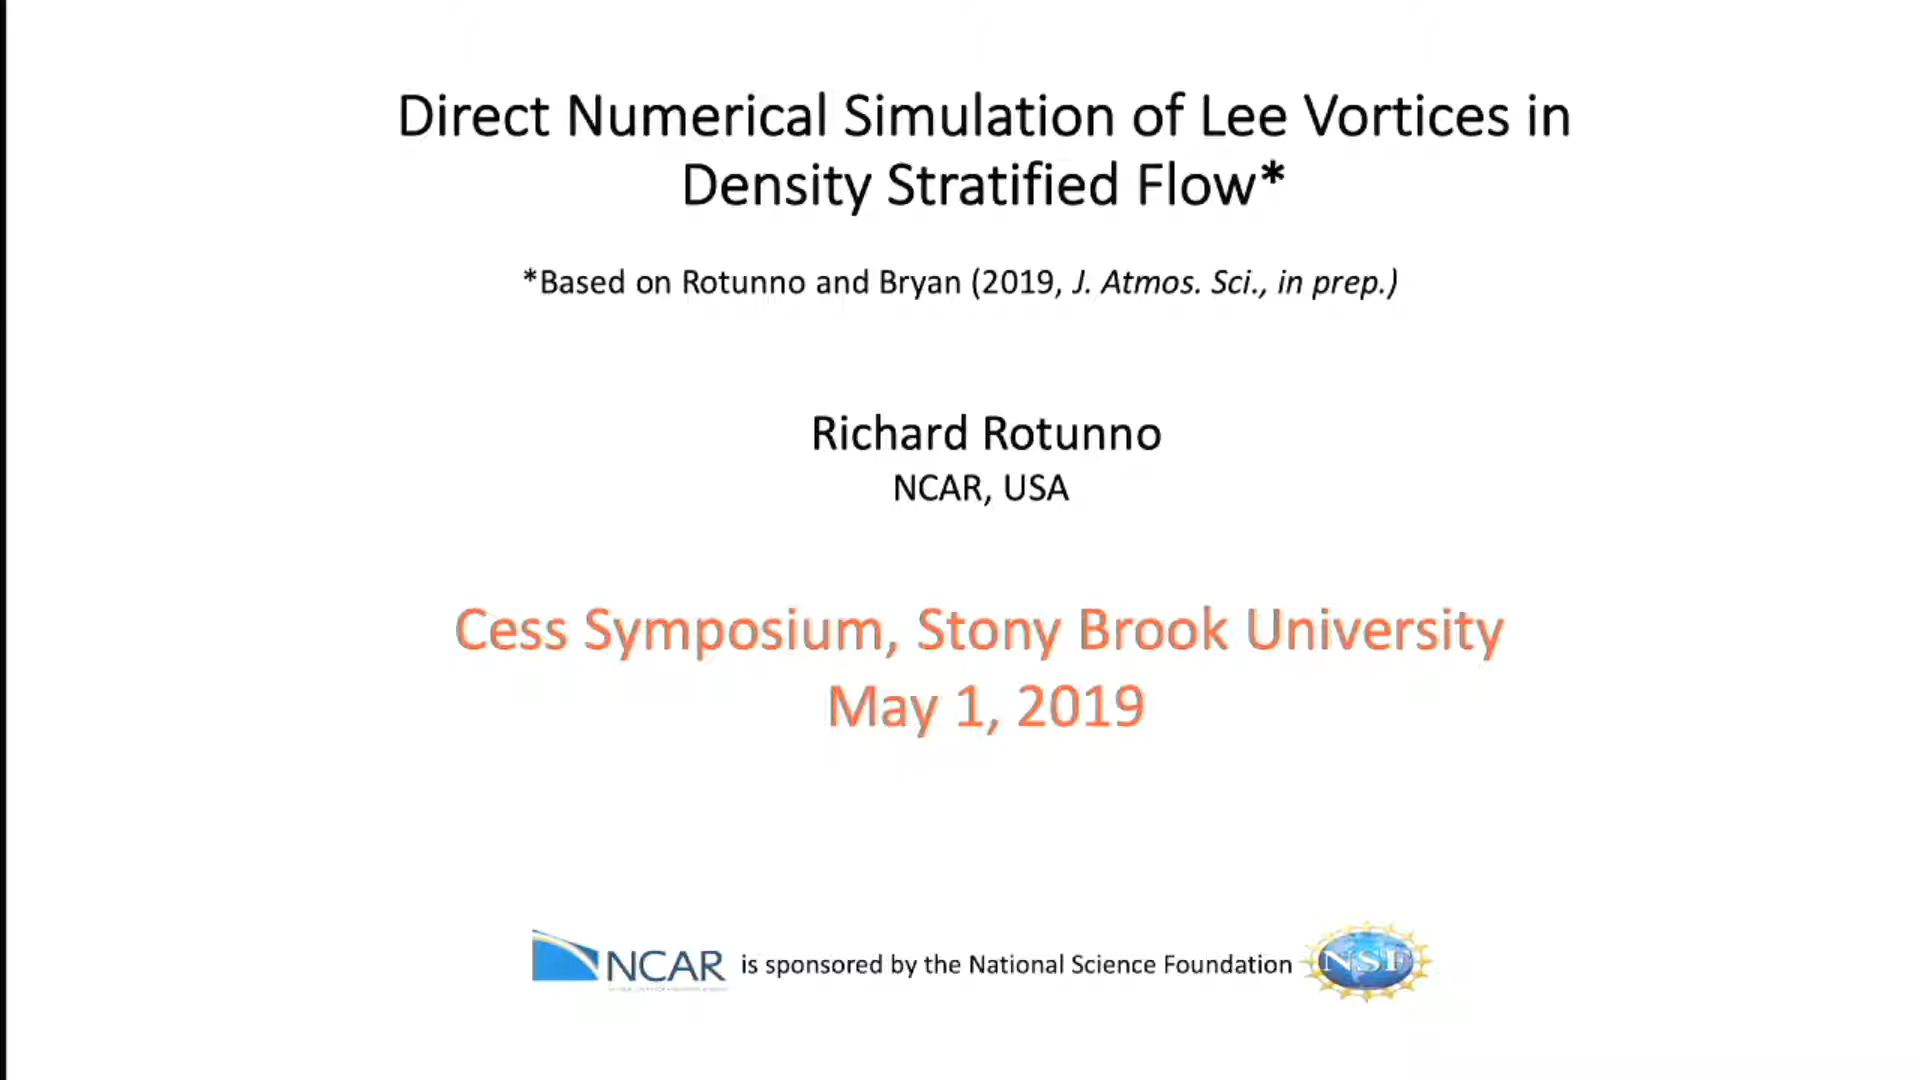 Direct Numerical Simulation of Lee Vortices in
Density Stratified Flow*
*Based on Rotunno and Bryan (2019, J. Atmos. Sci., in prep.)
Richard Rotunno
NCAR, USA
Cess Symposium, Stony Brook University
May 1, 2019
NCAR is sponsored by the National Science Foundation NSF